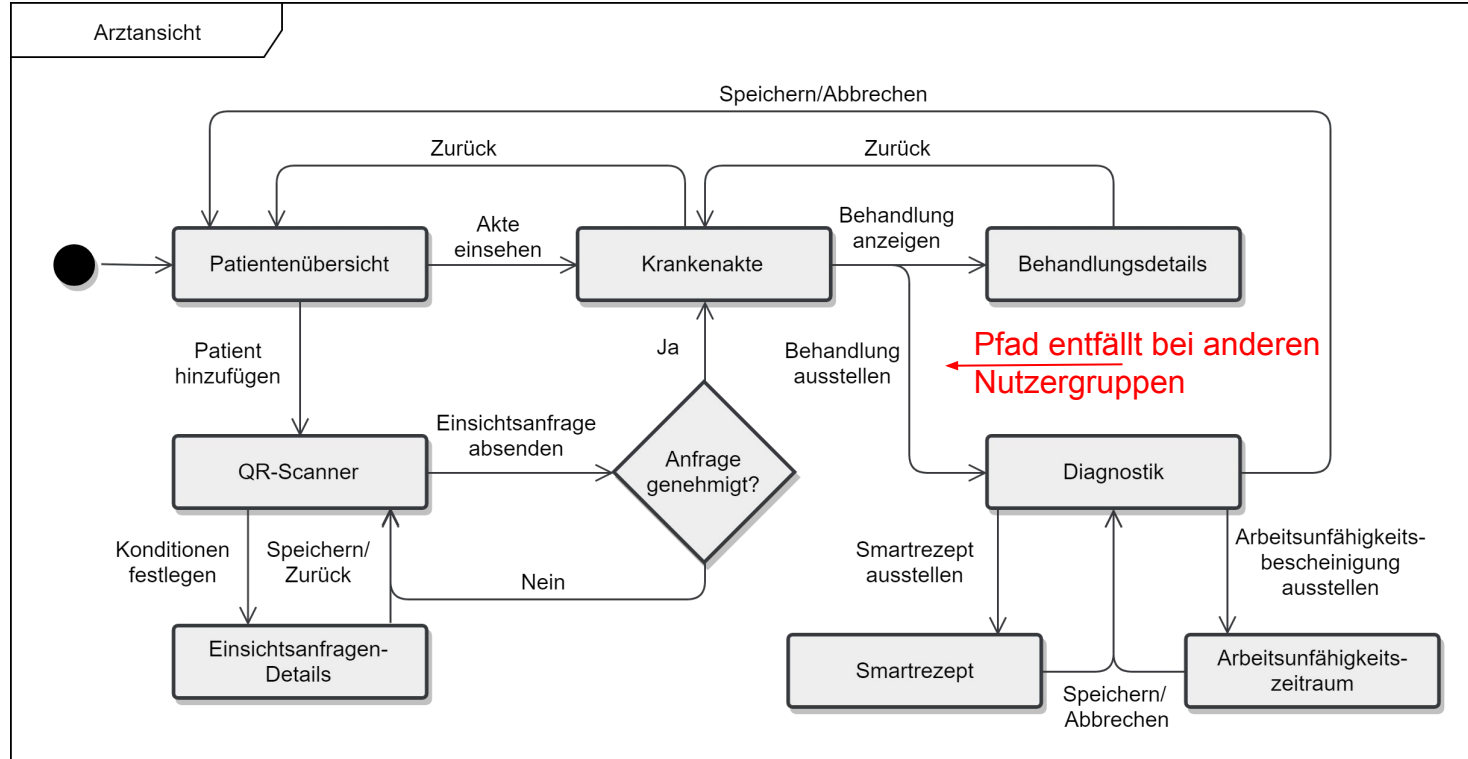 Arztansicht
Speichern/Abbrechen
Zurück
Zurück
Akte
einsehen
Behandlung
anzeigen
Patientenübersicht
Krankenakte
Behandlungsdetails
Patient
hinzufügen
Ja
Behandlung
ausstellen
Pfad entfällt bei anderen
Nutzergruppen
Einsichtsanfrage
absenden
QR-Scanner
Anfrage
genehmigt?
Diagnostik
Konditionen
festlegen
Speichern/
Zurück
Nein
Smartrezept
ausstellen
Arbeitsunfähigkeits-
bescheinigung
ausstellen
Einsichtsanfragen-
Details
Smartrezept
Speichern/
Abbrechen
Arbeitsunfähigkeits-
zeitraum